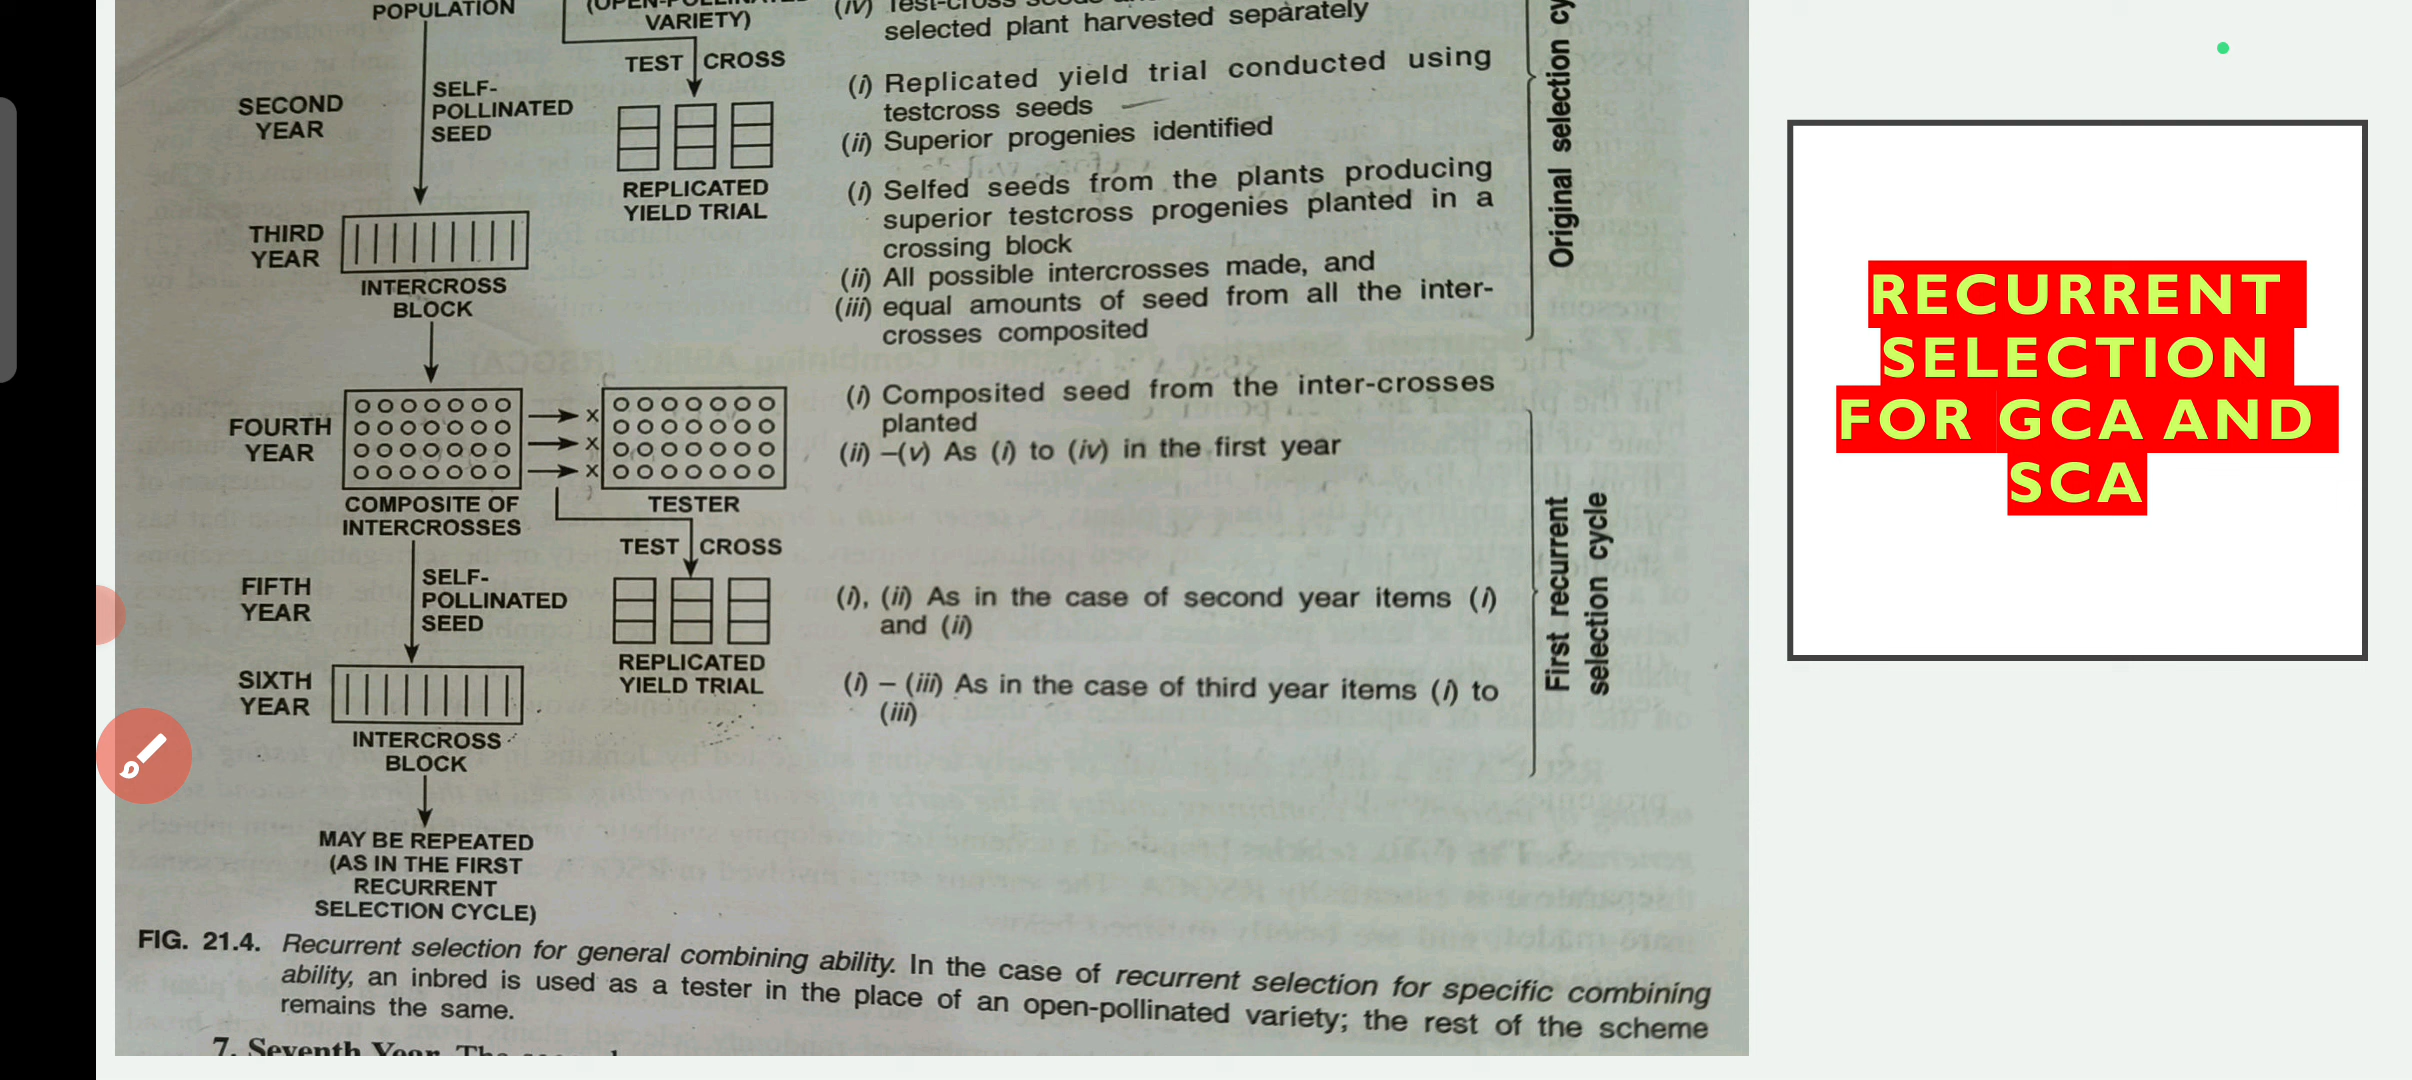 POPULATION
(OPEN-POLLINATED
VARIETY)
(iv) Test-cross seeds
selected plant harvested separately
TEST CROSS
SECOND
YEAR
SELF-
POLLINATED
SEED
(i) Replicated yield trial conducted using
testcross seeds
(ii) Superior progenies identified
REPLICATED
YIELD TRIAL
Original selection cy
THIRD
YEAR
INTERCROSS
BLOCK
(i) Selfed seeds from the plants producing
superior testcross progenies planted in a
crossing block
(ii) All possible intercrosses made, and
(iii) equal amounts of seed from all the inter-
crosses composited
FOURTH
YEAR
x
x
x
COMPOSITE OF
INTERCROSSES
TESTER
(i) Composited seed from the inter-crosses
planted
(ii) –(v) As (i) to (iv) in the first year
TEST CROSS
FIFTH
YEAR
SELF-
POLLINATED
SEED
REPLICATED
YIELD TRIAL
(i), (ii) As in the case of second year items (i)
and (ii)
First recurrent
selection cycle
SIXTH
YEAR
INTERCROSS
BLOCK
(i) – (iii) As in the case of third year items (i) to
(iii)
MAY BE REPEATED
(AS IN THE FIRST
RECURRENT
SELECTION CYCLE)
FIG. 21.4. Recurrent selection for general combining ability. In the case of recurrent selection for specific combining
ability, an inbred is used as a tester in the place of an open-pollinated variety; the rest of the scheme
remains the same.
7. Seventh Year. The
RECURRENT
SELECTION
FOR GCA AND
SCA